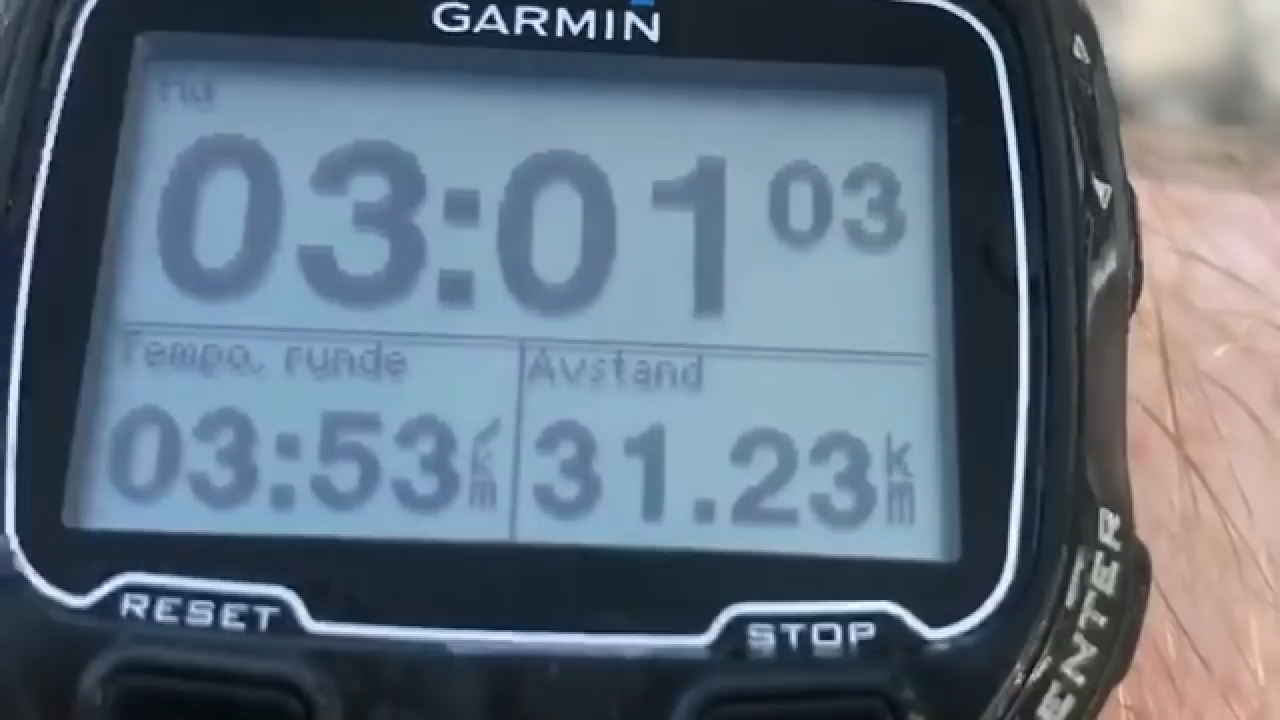 GARMIN
03:01 03
Tempo, runde
Avstand
03:53 /km
31.23 km
RESET
STOP
ENTER